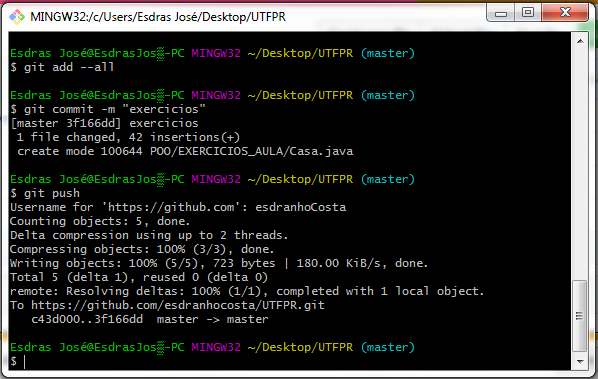 MINGW32:/c/Users/Esdras José/Desktop/UTFPR
Esdras José@EsdrasJos▒-PC MINGW32 ~/Desktop/UTFPR (master)
$ git add --all
Esdras José@EsdrasJos▒-PC MINGW32 ~/Desktop/UTFPR (master)
$ git commit -m "exercicios"
[master 3f166dd] exercicios
 1 file changed, 42 insertions(+)
 create mode 100644 POO/EXERCICIOS_AULA/Casa.java
Esdras José@EsdrasJos▒-PC MINGW32 ~/Desktop/UTFPR (master)
$ git push
Username for 'https://github.com': esdranhoCosta
Counting objects: 5, done.
Delta compression using up to 2 threads.
Compressing objects: 100% (3/3), done.
Writing objects: 100% (5/5), 723 bytes | 180.00 KiB/s, done.
Total 5 (delta 1), reused 0 (delta 0)
remote: Resolving deltas: 100% (1/1), completed with 1 local object.
To https://github.com/esdranhocosta/UTFPR.git
   c43d000..3f166dd  master -> master
Esdras José@EsdrasJos▒-PC MINGW32 ~/Desktop/UTFPR (master)
$